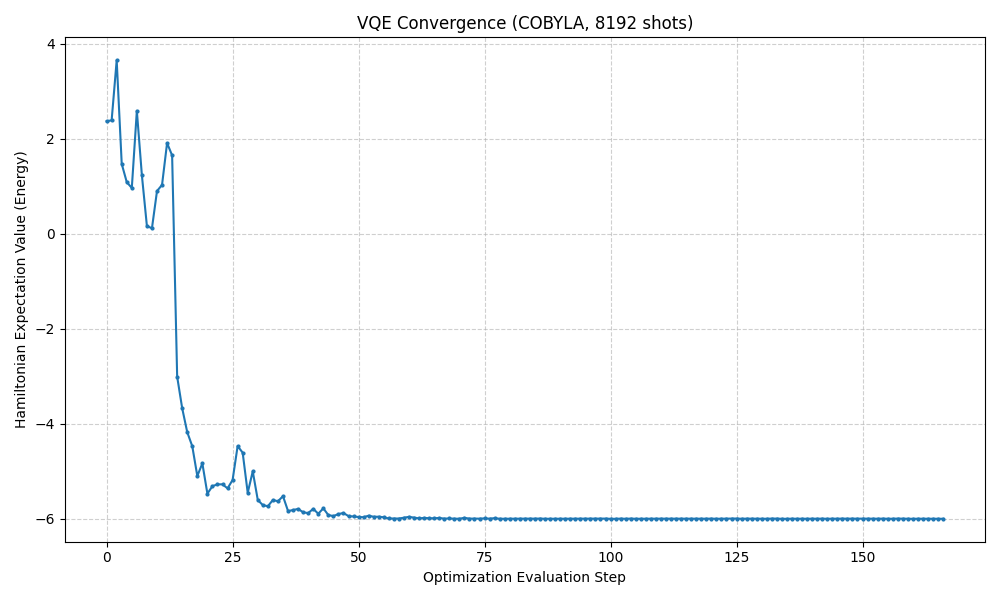 VQE Convergence (COBYLA, 8192 shots)
4
2
0
−2
−4
−6
Hamiltonian Expectation Value (Energy)
0 25 50 75 100 125 150
Optimization Evaluation Step